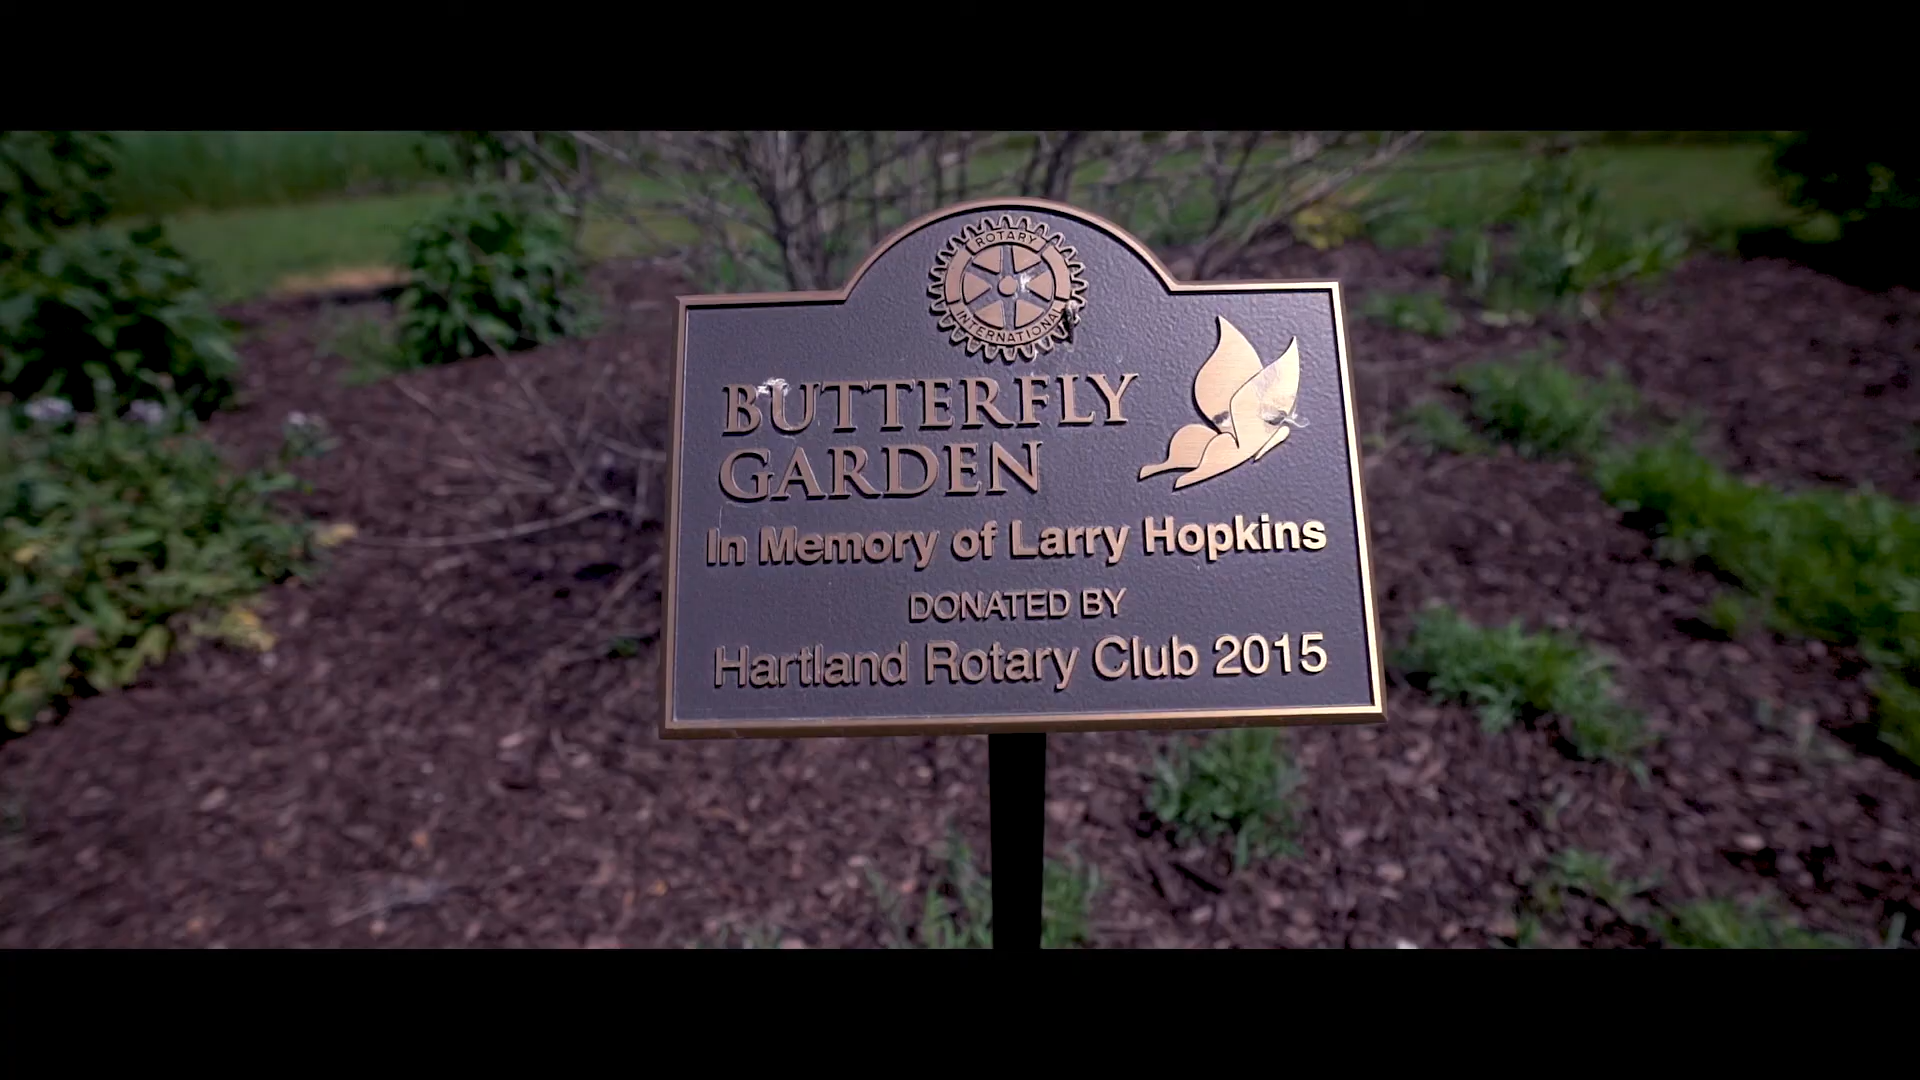 ROTARY
INTERNATIONAL
BUTTERFLY
GARDEN
In Memory of Larry Hopkins
DONATED BY
Hartland Rotary Club 2015